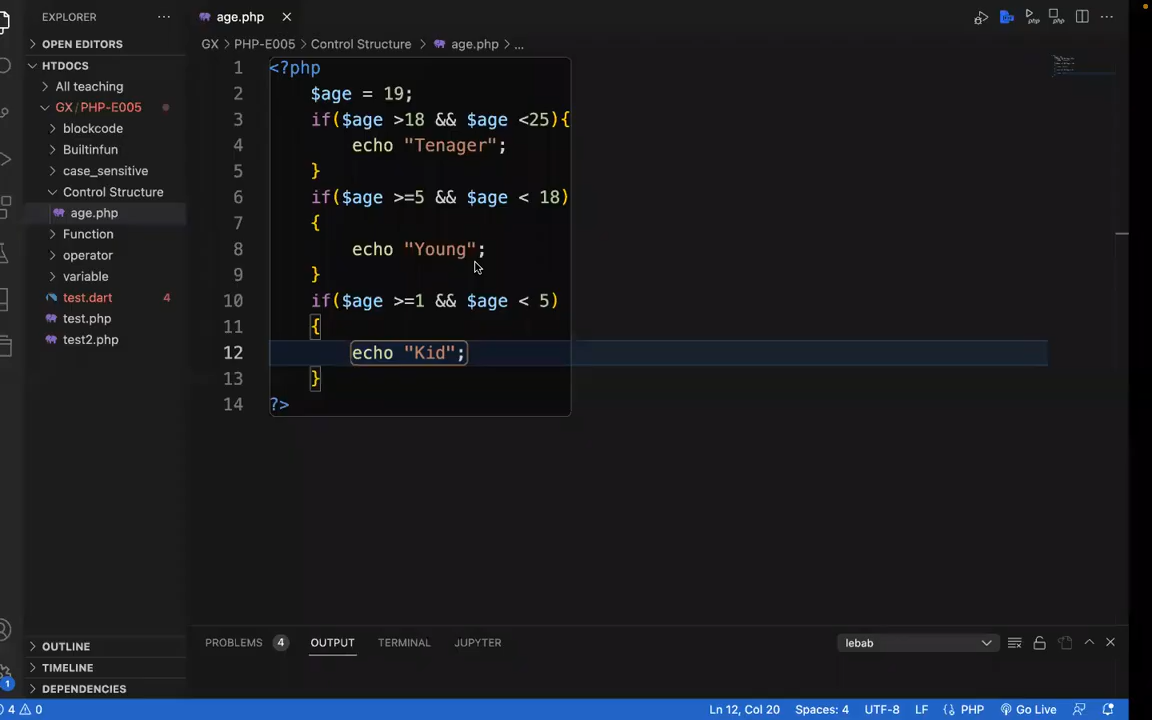 EXPLORER
age.php
GX PHP-E005 Control Structure age.php ...
OPEN EDITORS
HTDOCS
All teaching
GX / PHP-E005
blockcode
Builtinfun
case_sensitive
Control Structure
age.php
Function
operator
variable
test.dart 4
test.php
test2.php
OUTLINE
TIMELINE
DEPENDENCIES
1 <?php
2 $age = 19;
3 if($age >18 && $age <25){
4 echo "Tenager";
5 }
6 if($age >=5 && $age < 18)
7 {
8 echo "Young";
9 }
10 if($age >=1 && $age < 5)
11 {
12 echo "Kid";
13 }
14 ?>
PROBLEMS 4 OUTPUT TERMINAL JUPYTER lebab
1
4 0 Ln 12, Col 20 Spaces: 4 UTF-8 LF {} PHP Go Live